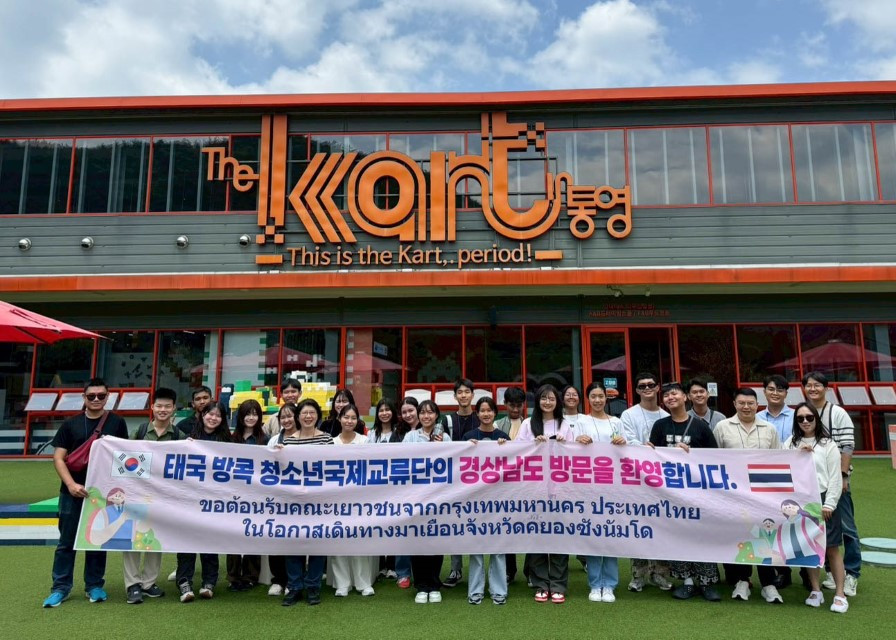 The Kart in 통영
This is the Kart,.period!
태국 방콕 청소년국제교류단의 경상남도 방문을 환영합니다.
ขอต้อนรับคณะเยาวชนจากกรุงเทพมหานคร ประเทศไทย
ในโอกาสเดินทางมาเยือนจังหวัดคยองซังนัมโด